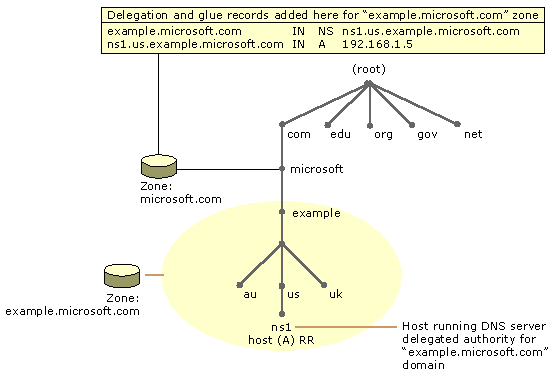 Delegation and glue records added here for “example.microsoft.com” zone
example.microsoft.com IN NS ns1.us.example.microsoft.com
ns1.us.example.microsoft.com IN A 192.168.1.5
(root)
com edu org gov net
microsoft
Zone:
microsoft.com
example
au us uk
Zone:
example.microsoft.com
ns1
host (A) RR
Host running DNS server
delegated authority for
“example.microsoft.com”
domain